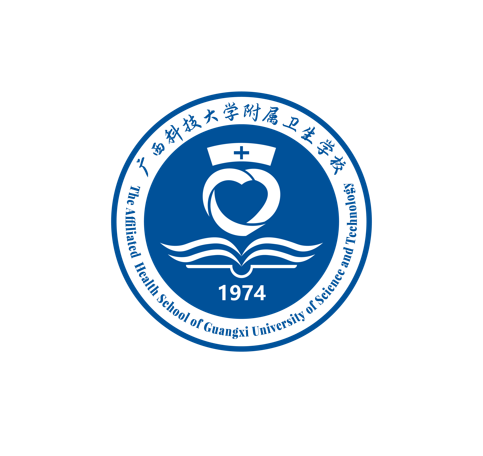 广西科技大学附属卫生学校
1974
The Affiliated Health School of Guangxi University of Science and Technology